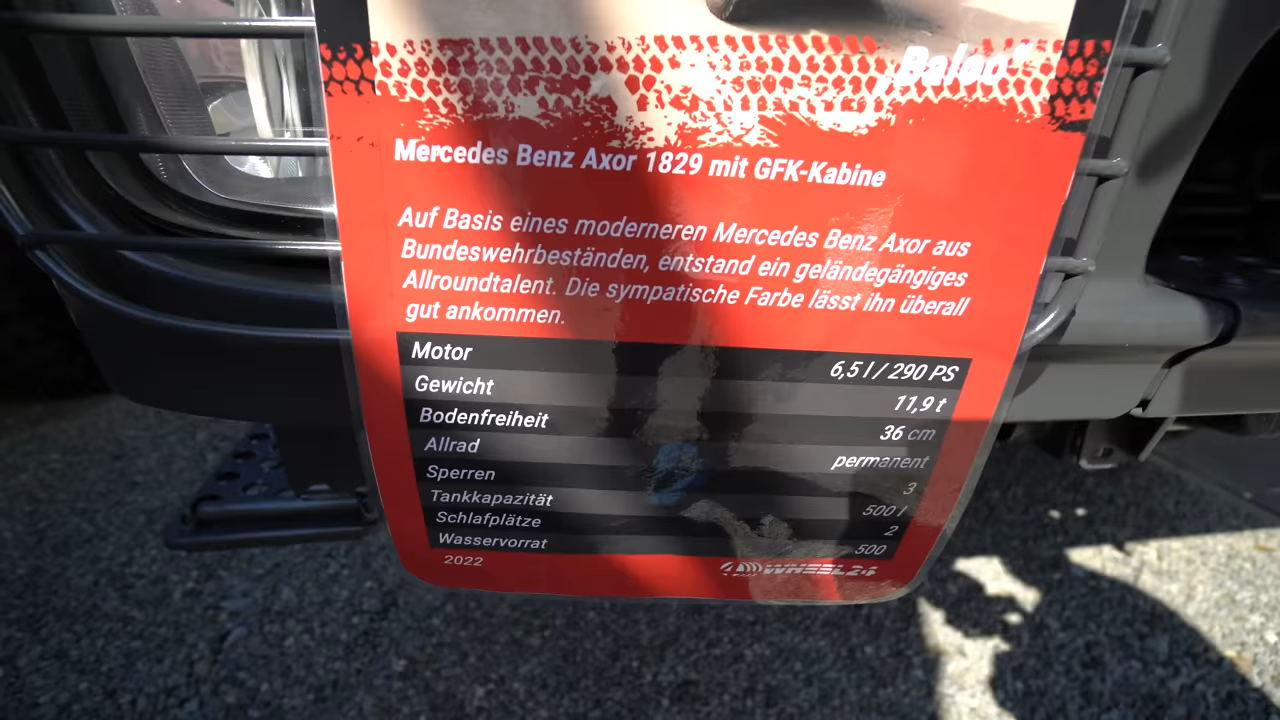 Mercedes Benz Axor 1829 mit GFK-Kabine
Auf Basis eines moderneren Mercedes Benz Axor aus
Bundeswehrbeständen, entstand ein geländegängiges
Allroundtalent. Die sympatische Farbe lässt ihn überall
gut ankommen.
Motor 6,5 l / 290 PS
Gewicht 11,9 t
Bodenfreiheit 36 cm
Allrad permanent
Sperren 3
Tankkapazität 500 l
Schlafplätze 2
Wasservorrat 500
2022
4WHEEL24